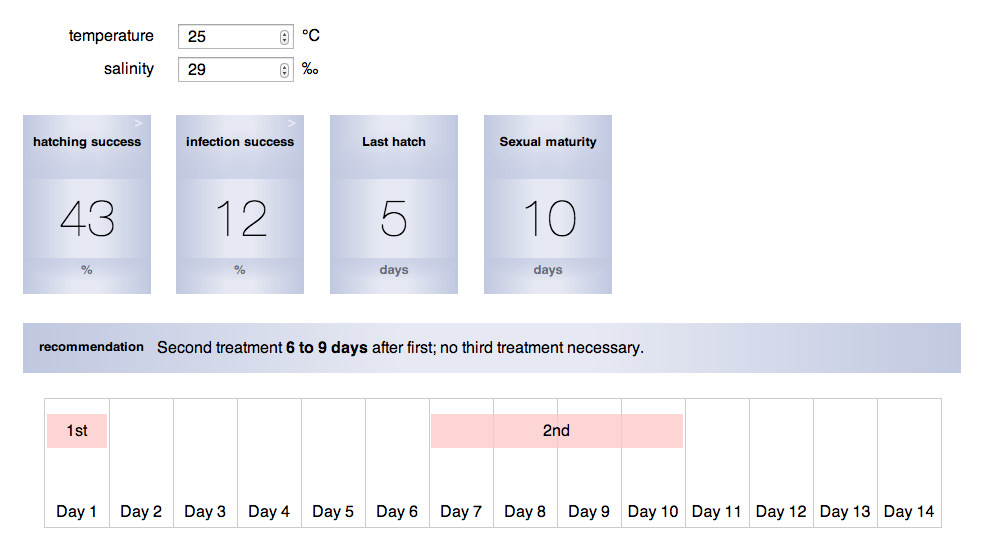 temperature 25 °C
salinity 29 ‰
> >
hatching success infection success Last hatch Sexual maturity
43 12 5 10
% % days days
recommendation Second treatment 6 to 9 days after first; no third treatment necessary.
1st 2nd
Day 1 Day 2 Day 3 Day 4 Day 5 Day 6 Day 7 Day 8 Day 9 Day 10 Day 11 Day 12 Day 13 Day 14